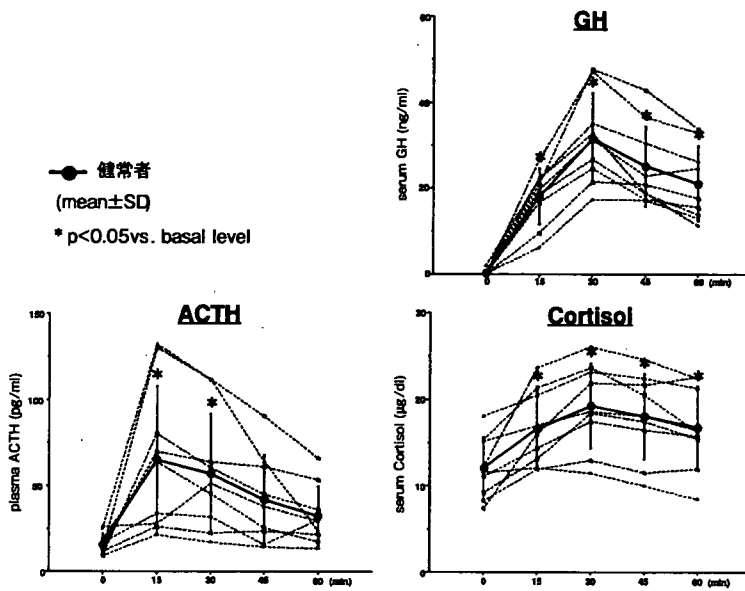 GH
60
40
20
0
serum GH (ng/ml)
* * * *
0 15 30 45 60 (min)
健常者
(mean±SD)
* p<0.05 vs. basal level
ACTH
150
100
50
0
plasma ACTH (pg/ml)
* *
0 15 30 45 60 (min)
Cortisol
30
20
10
0
serum Cortisol (µg/dl)
* * * *
0 15 30 45 60 (min)